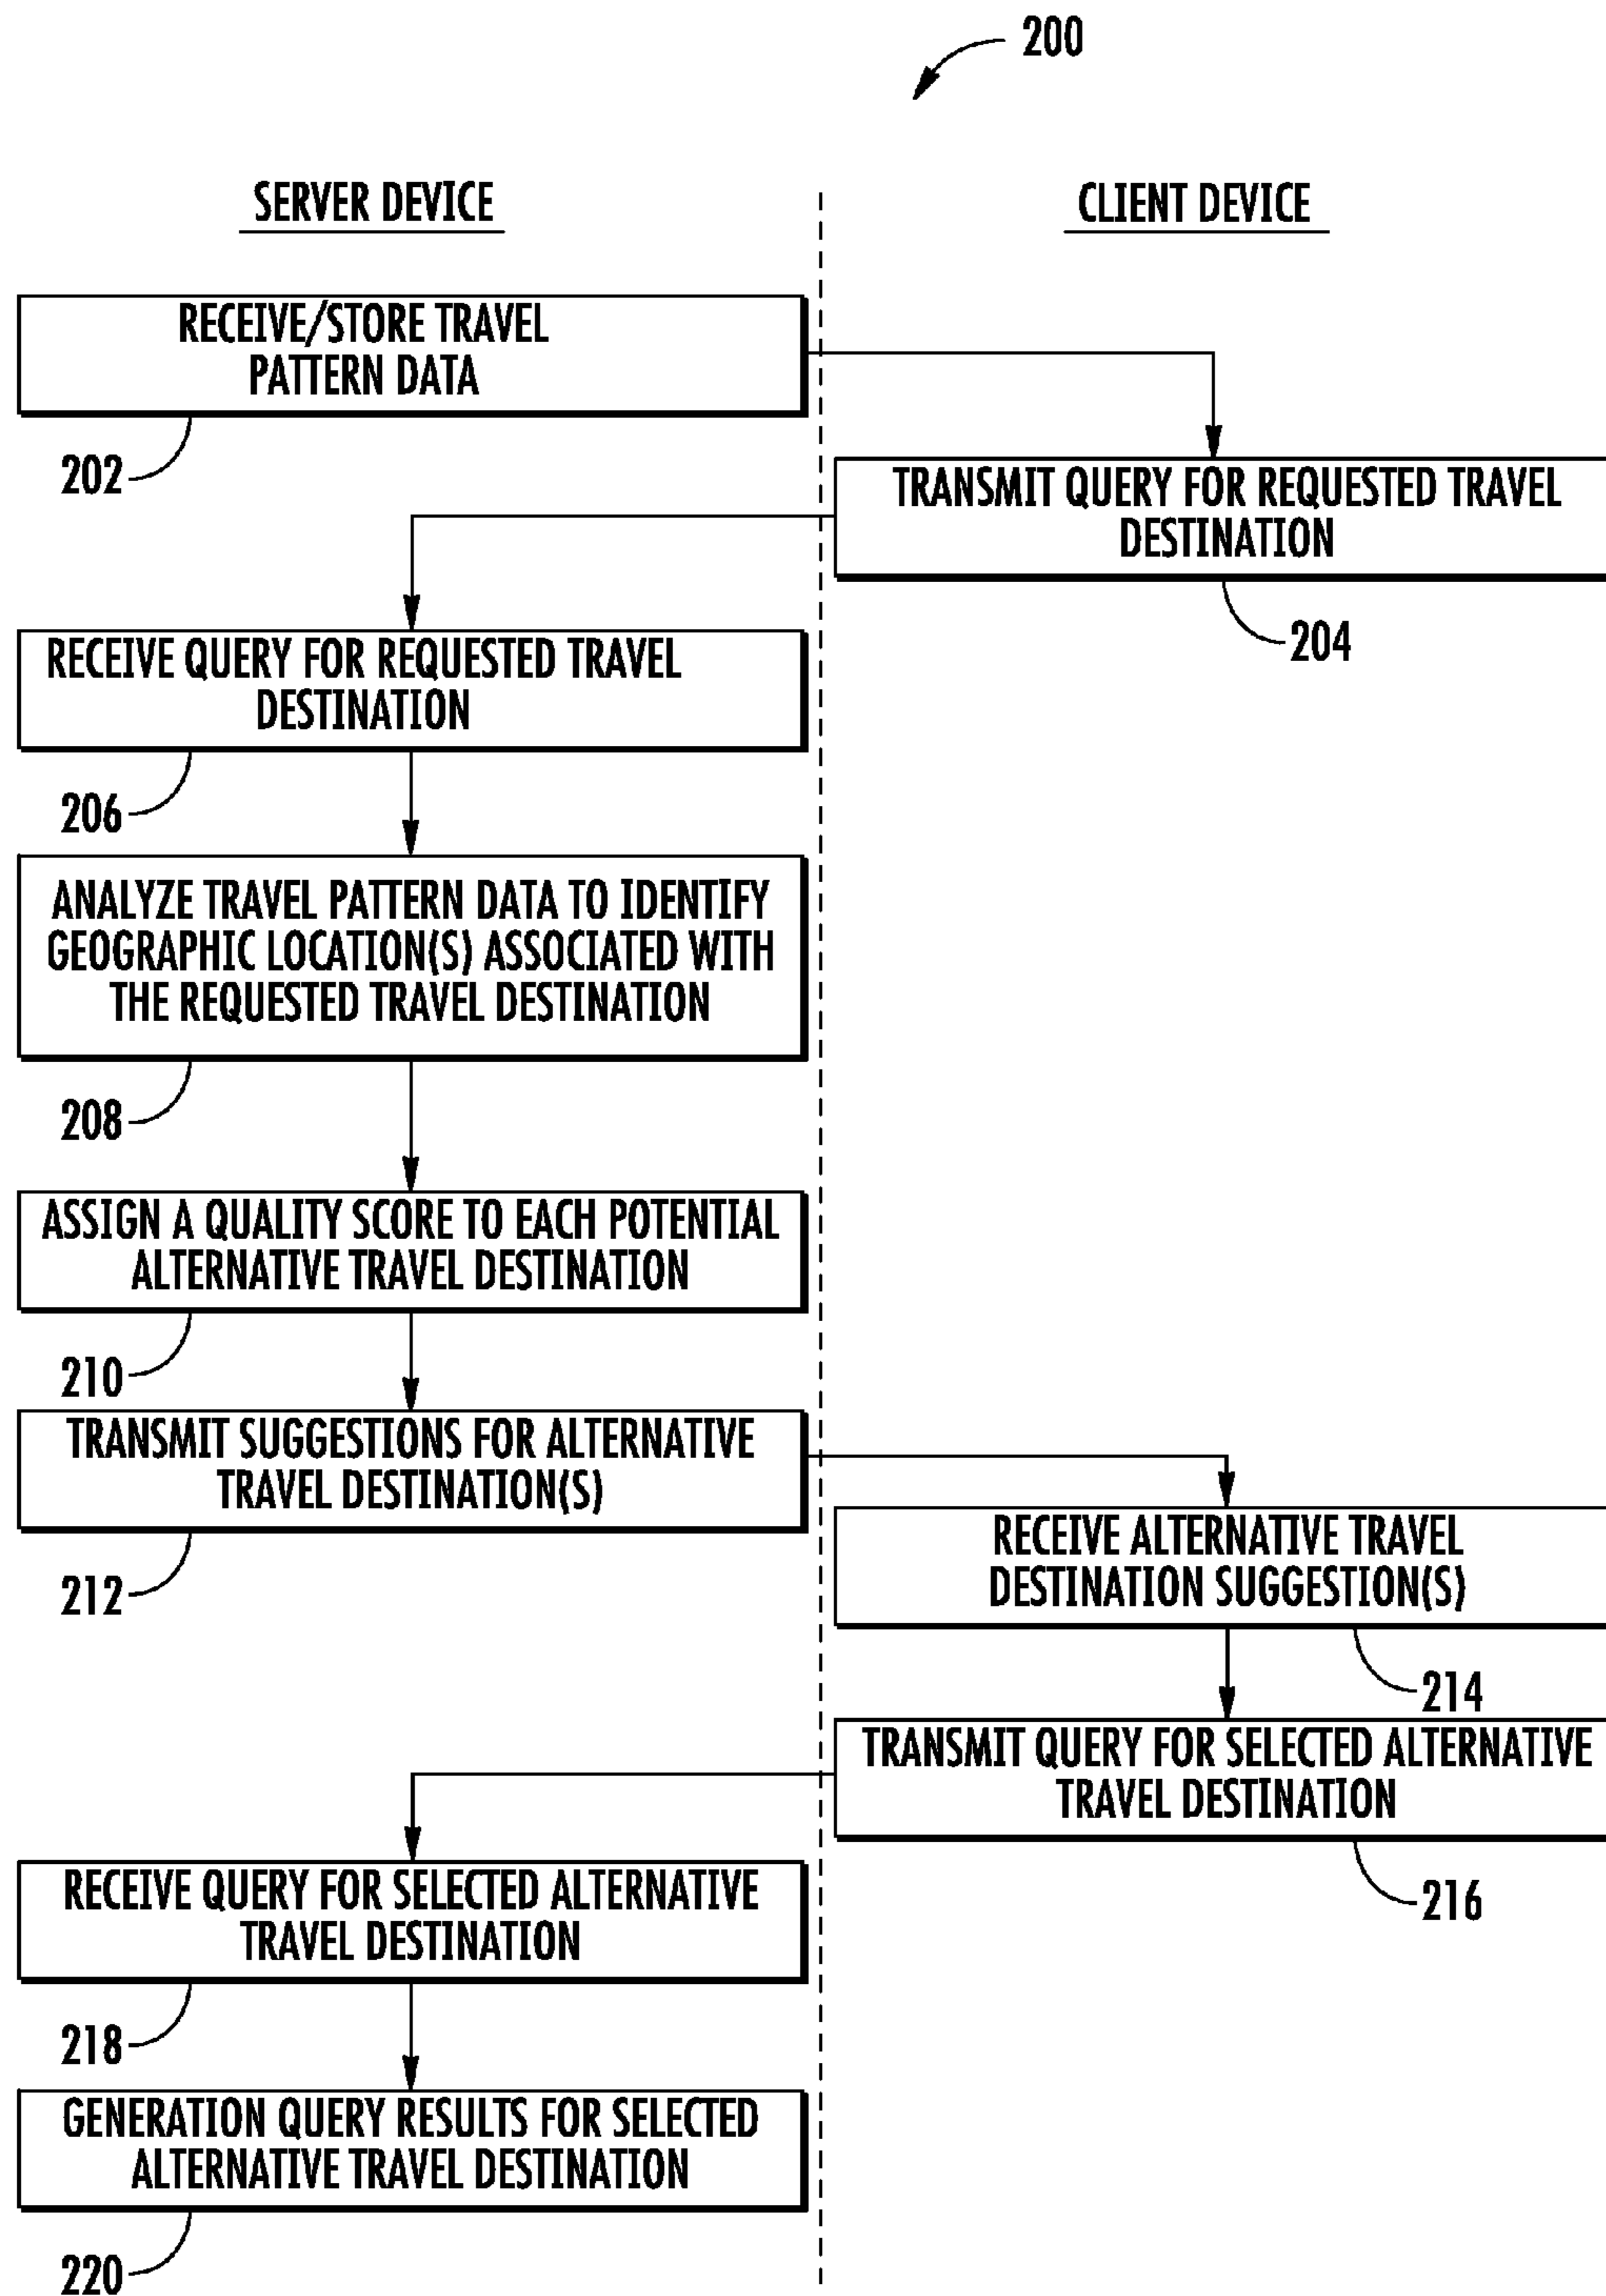 200
SERVER DEVICE
CLIENT DEVICE
RECEIVE/STORE TRAVEL
PATTERN DATA
202
TRANSMIT QUERY FOR REQUESTED TRAVEL
DESTINATION
204
RECEIVE QUERY FOR REQUESTED TRAVEL
DESTINATION
206
ANALYZE TRAVEL PATTERN DATA TO IDENTIFY
GEOGRAPHIC LOCATION(S) ASSOCIATED WITH
THE REQUESTED TRAVEL DESTINATION
208
ASSIGN A QUALITY SCORE TO EACH POTENTIAL
ALTERNATIVE TRAVEL DESTINATION
210
TRANSMIT SUGGESTIONS FOR ALTERNATIVE
TRAVEL DESTINATION(S)
212
RECEIVE ALTERNATIVE TRAVEL
DESTINATION SUGGESTION(S)
214
TRANSMIT QUERY FOR SELECTED ALTERNATIVE
TRAVEL DESTINATION
216
RECEIVE QUERY FOR SELECTED ALTERNATIVE
TRAVEL DESTINATION
218
GENERATION QUERY RESULTS FOR SELECTED
ALTERNATIVE TRAVEL DESTINATION
220